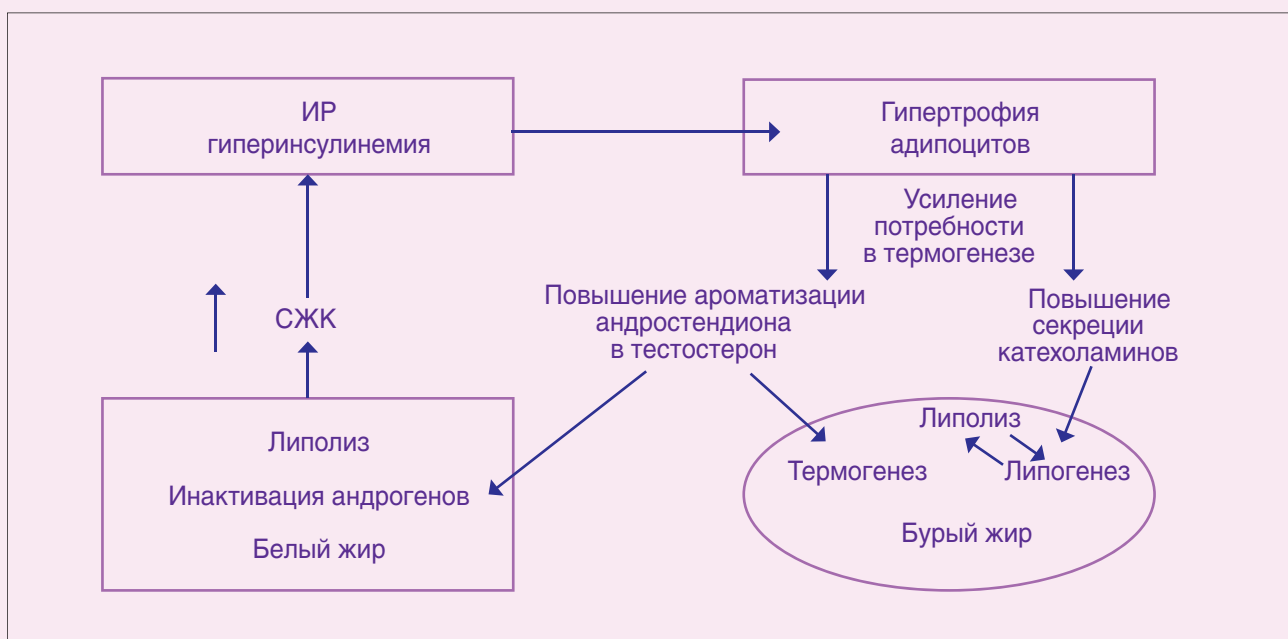 ИР
гиперинсулинемия
Гипертрофия
адипоцитов
Усиление
потребности
в термогенезе
Повышение ароматизации
андростендиона
в тестостерон
Повышение
секреции
катехоламинов
СЖК
Липолиз
Инактивация андрогенов
Белый жир
Липолиз
Термогенез
Липогенез
Бурый жир